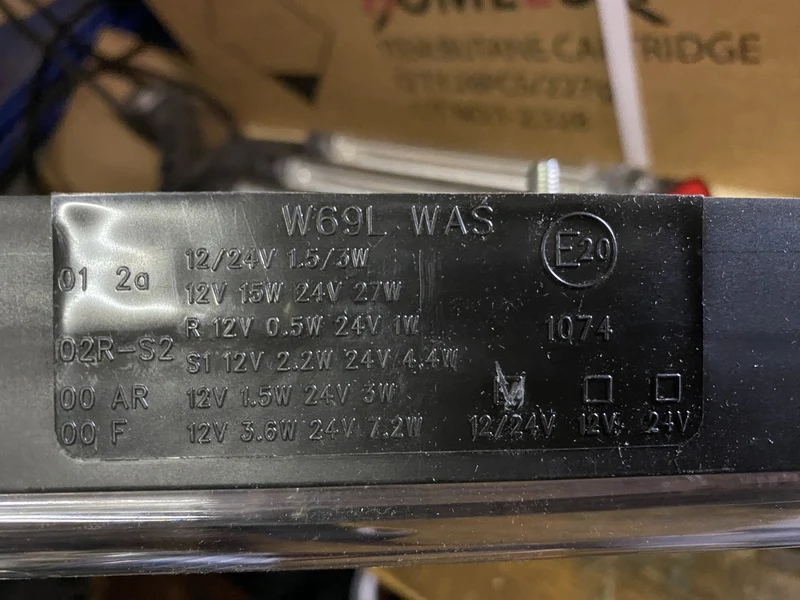 CARTRIDGE
W69L WAS
E20
12/24V 1.5/3W
01 2a
12V 15W 24V 27W
R 12V 0.5W 24V 1W
1074
02R-S2
S1 12V 2.2W 24V 4.4W
00 AR 12V 1.5W 24V 3W
00 F 12V 3.6W 24V 7.2W
12/24V 12V 24V